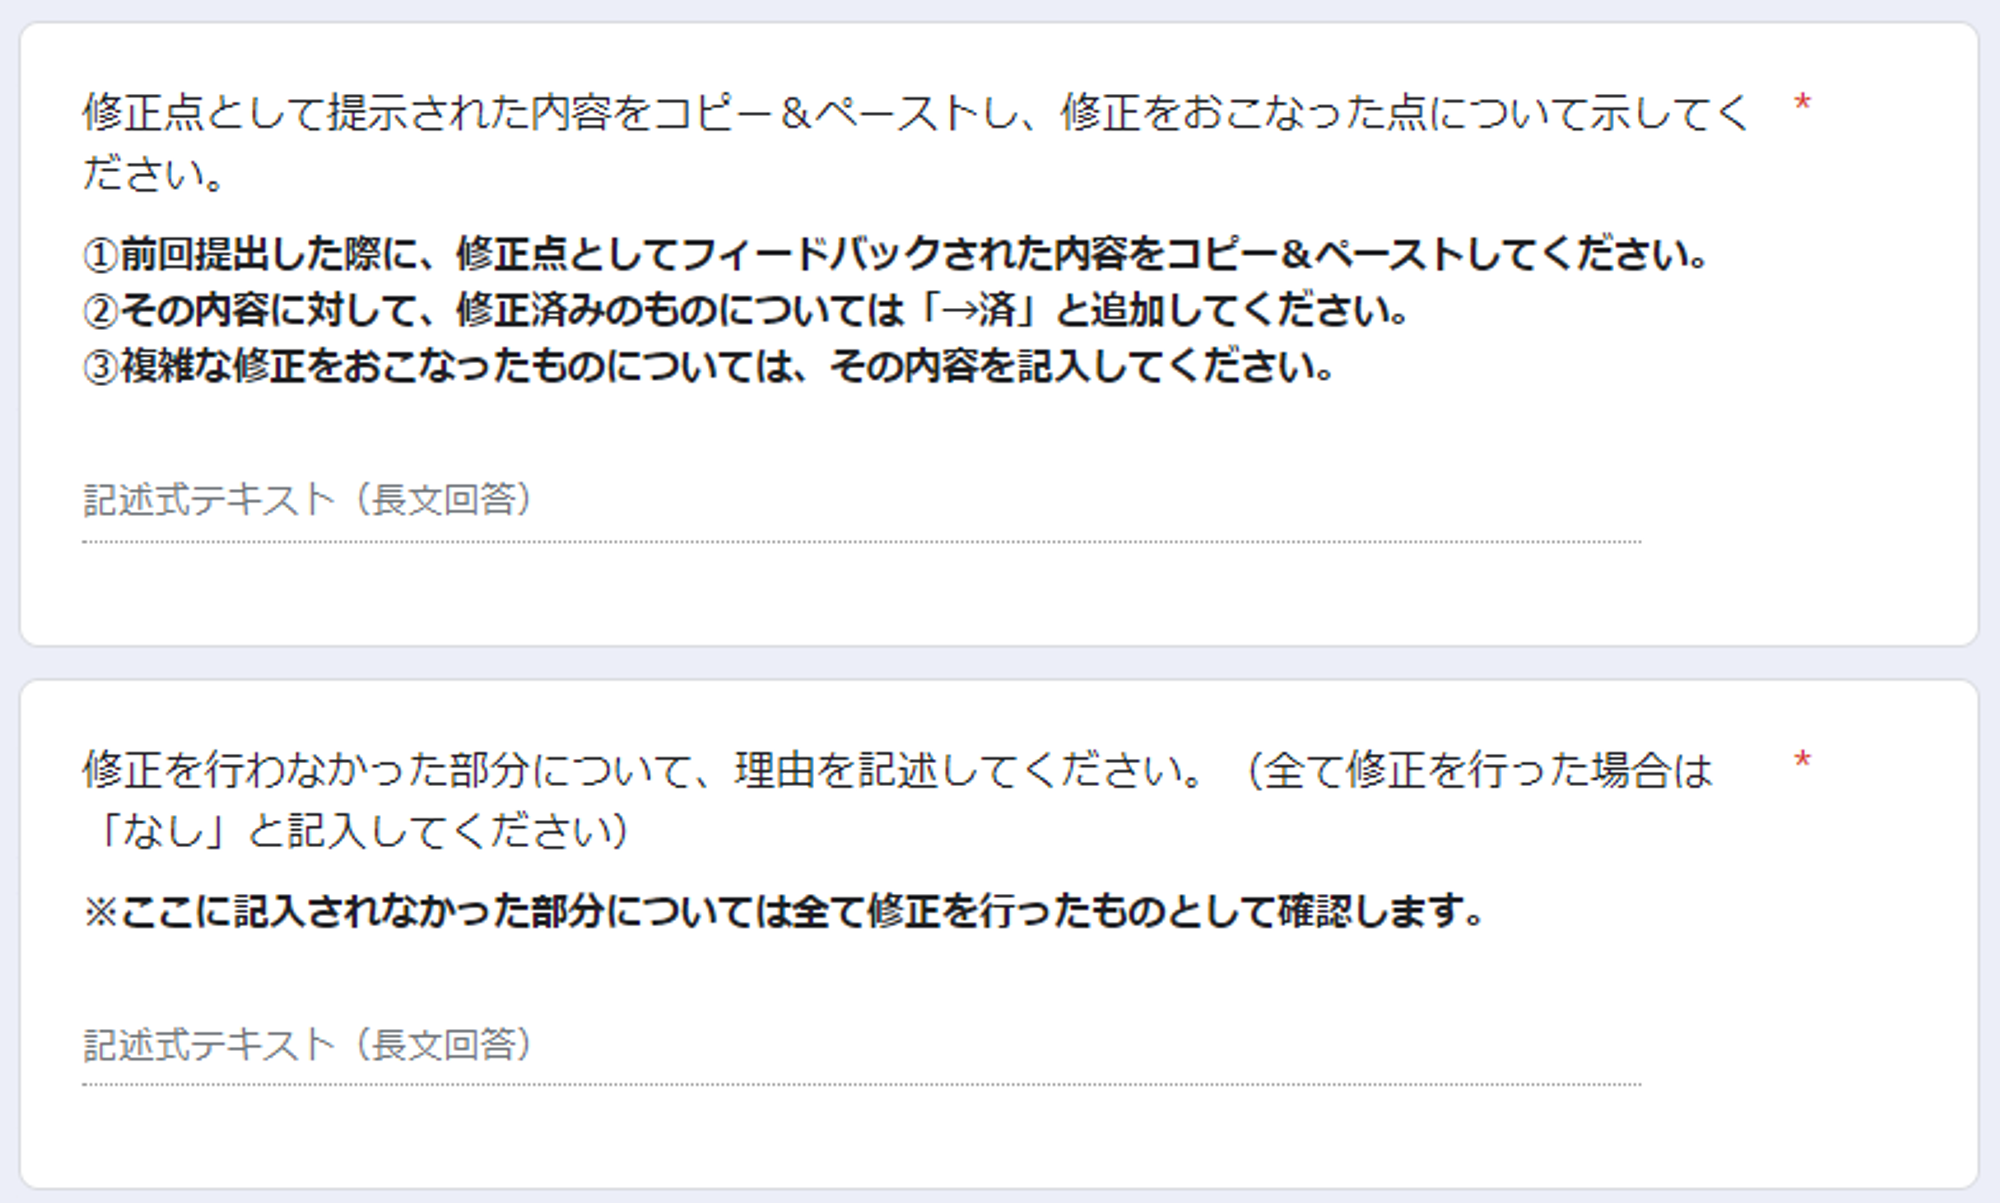 修正点として提示された内容をコピー＆ペーストし、修正をおこなった点について示してく *
ださい。
①前回提出した際に、修正点としてフィードバックされた内容をコピー＆ペーストしてください。
②その内容に対して、修正済みのものについては「→済」と追加してください。
③複雑な修正をおこなったものについては、その内容を記入してください。
記述式テキスト（長文回答）
修正を行わなかった部分について、理由を記述してください。（全て修正を行った場合は *
「なし」と記入してください）
※ここに記入されなかった部分については全て修正を行ったものとして確認します。
記述式テキスト（長文回答）